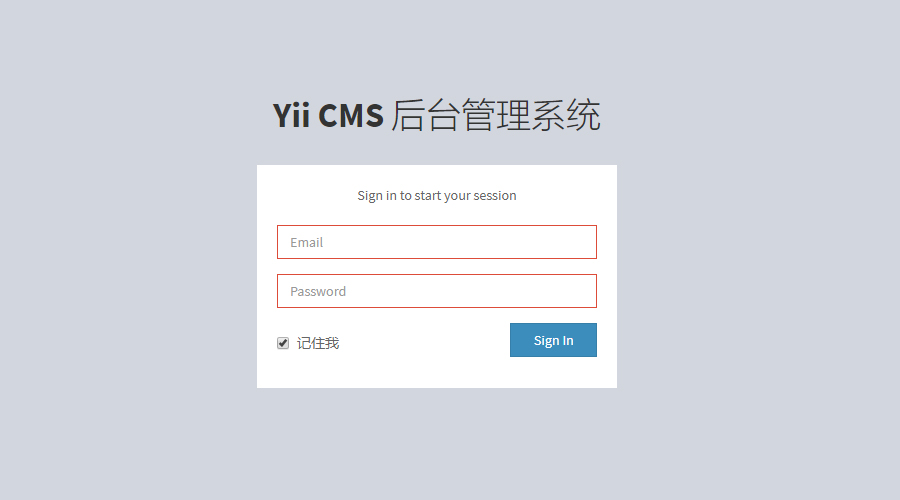 Yii CMS 后台管理系统
Sign in to start your session
Email
Password
记住我 Sign In